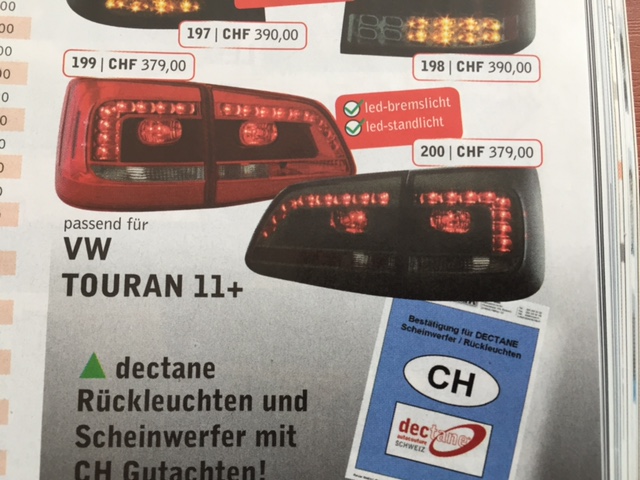 197 | CHF 390,00
199 | CHF 379,00
198 | CHF 390,00
led-bremslicht
led-standlicht
200 | CHF 379,00
passend für
VW
TOURAN 11+
Bestätigung für DECTANE
Scheinwerfer / Rückleuchten
CH
dectane
SCHWEIZ
dectane
Rückleuchten und
Scheinwerfer mit
CH Gutachten!